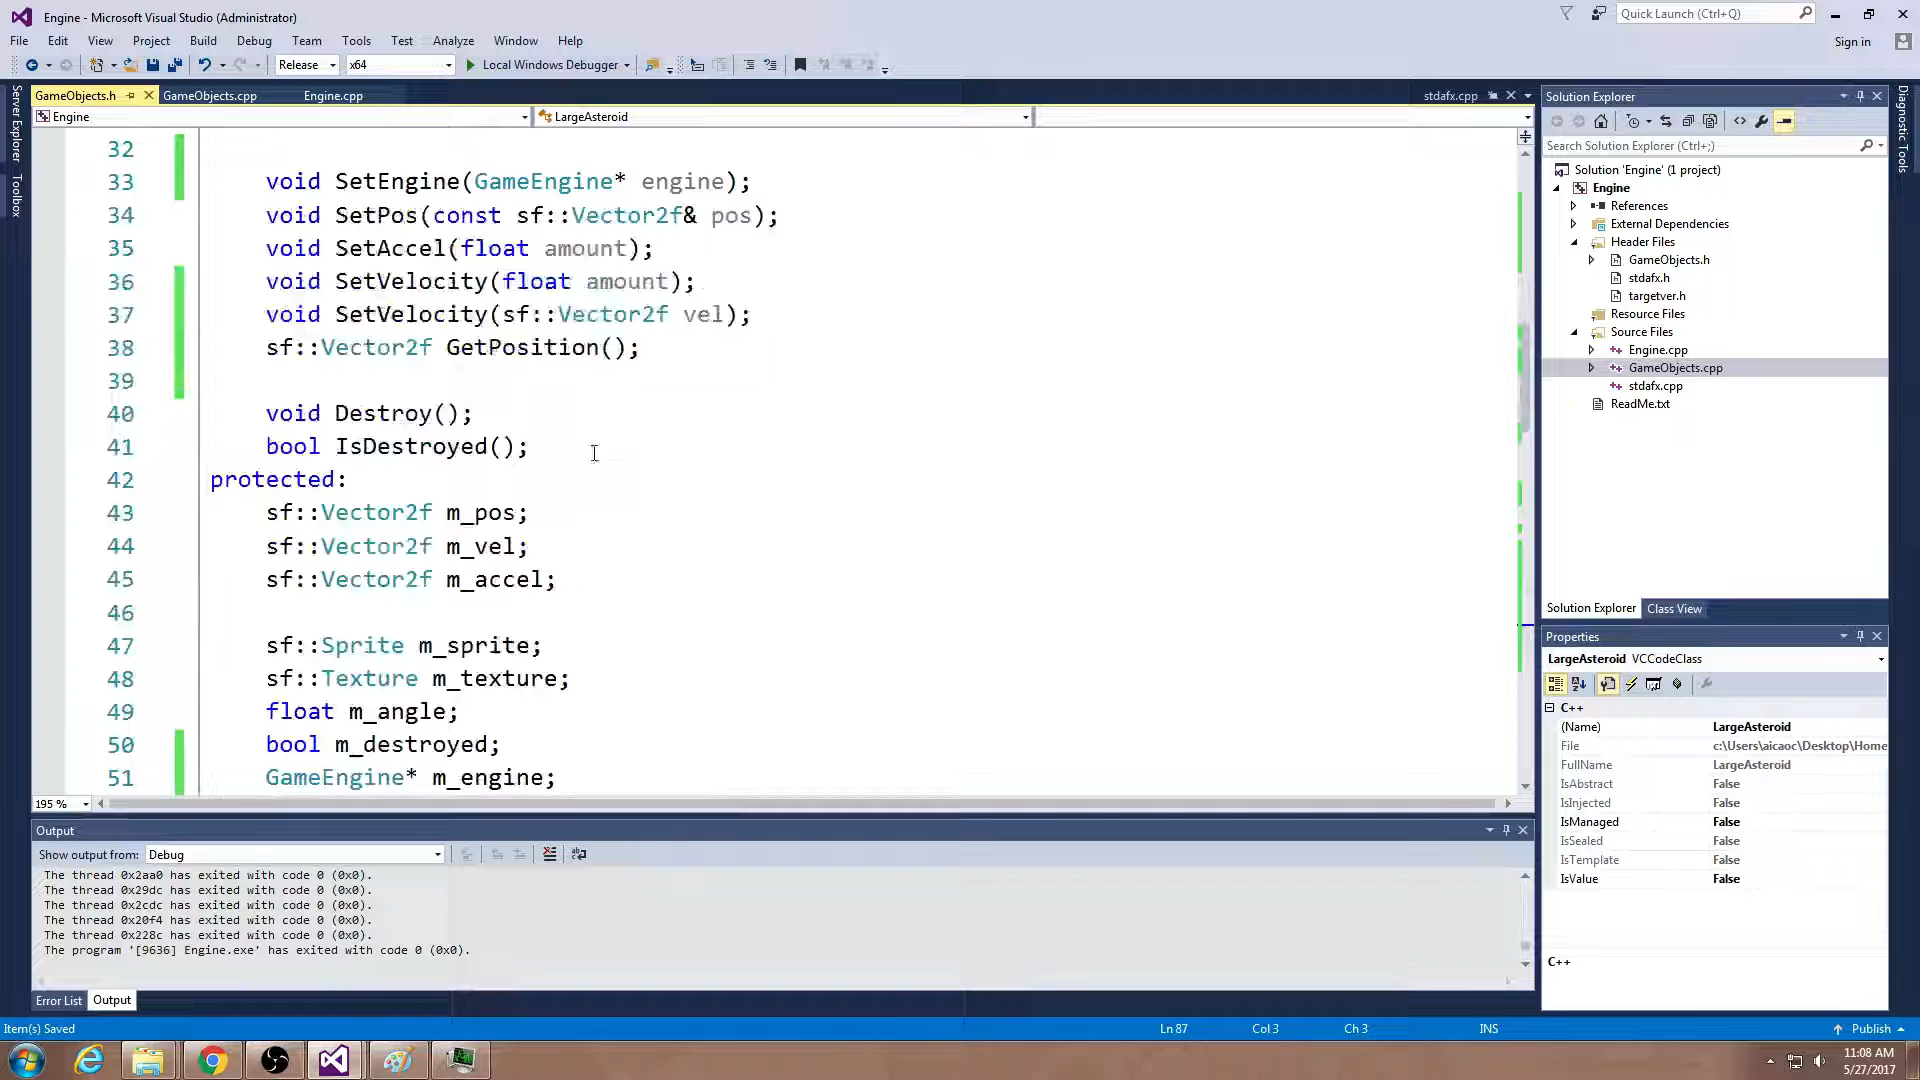 Engine - Microsoft Visual Studio (Administrator)
Quick Launch (Ctrl+Q)
File Edit View Project Build Debug Team Tools Test Analyze Window Help
Sign in
Release x64 Local Windows Debugger
Server Explorer
Toolbox
GameObjects.h GameObjects.cpp Engine.cpp stdafx.cpp
Engine LargeAsteroid
32
33 void SetEngine(GameEngine* engine);
34 void SetPos(const sf::Vector2f& pos);
35 void SetAccel(float amount);
36 void SetVelocity(float amount);
37 void SetVelocity(sf::Vector2f vel);
38 sf::Vector2f GetPosition();
39
40 void Destroy();
41 bool IsDestroyed();
42 protected:
43 sf::Vector2f m_pos;
44 sf::Vector2f m_vel;
45 sf::Vector2f m_accel;
46
47 sf::Sprite m_sprite;
48 sf::Texture m_texture;
49 float m_angle;
50 bool m_destroyed;
51 GameEngine* m_engine;
195 %
Output
Show output from: Debug
The thread 0x2aa0 has exited with code 0 (0x0).
The thread 0x29dc has exited with code 0 (0x0).
The thread 0x2cdc has exited with code 0 (0x0).
The thread 0x20f4 has exited with code 0 (0x0).
The thread 0x228c has exited with code 0 (0x0).
The program '[9636] Engine.exe' has exited with code 0 (0x0).
Error List Output
Solution Explorer
Search Solution Explorer (Ctrl+;)
Solution 'Engine' (1 project)
Engine
References
External Dependencies
Header Files
GameObjects.h
stdafx.h
targetver.h
Resource Files
Source Files
Engine.cpp
GameObjects.cpp
stdafx.cpp
ReadMe.txt
Solution Explorer Class View
Properties
LargeAsteroid VCCodeClass
C++
(Name) LargeAsteroid
File c:\Users\aicaoc\Desktop\Home
FullName LargeAsteroid
IsAbstract False
IsInjected False
IsManaged False
IsSealed False
IsTemplate False
IsValue False
C++
Diagnostic Tools
Item(s) Saved Ln 87 Col 3 Ch 3 INS Publish
11:08 AM
5/27/2017